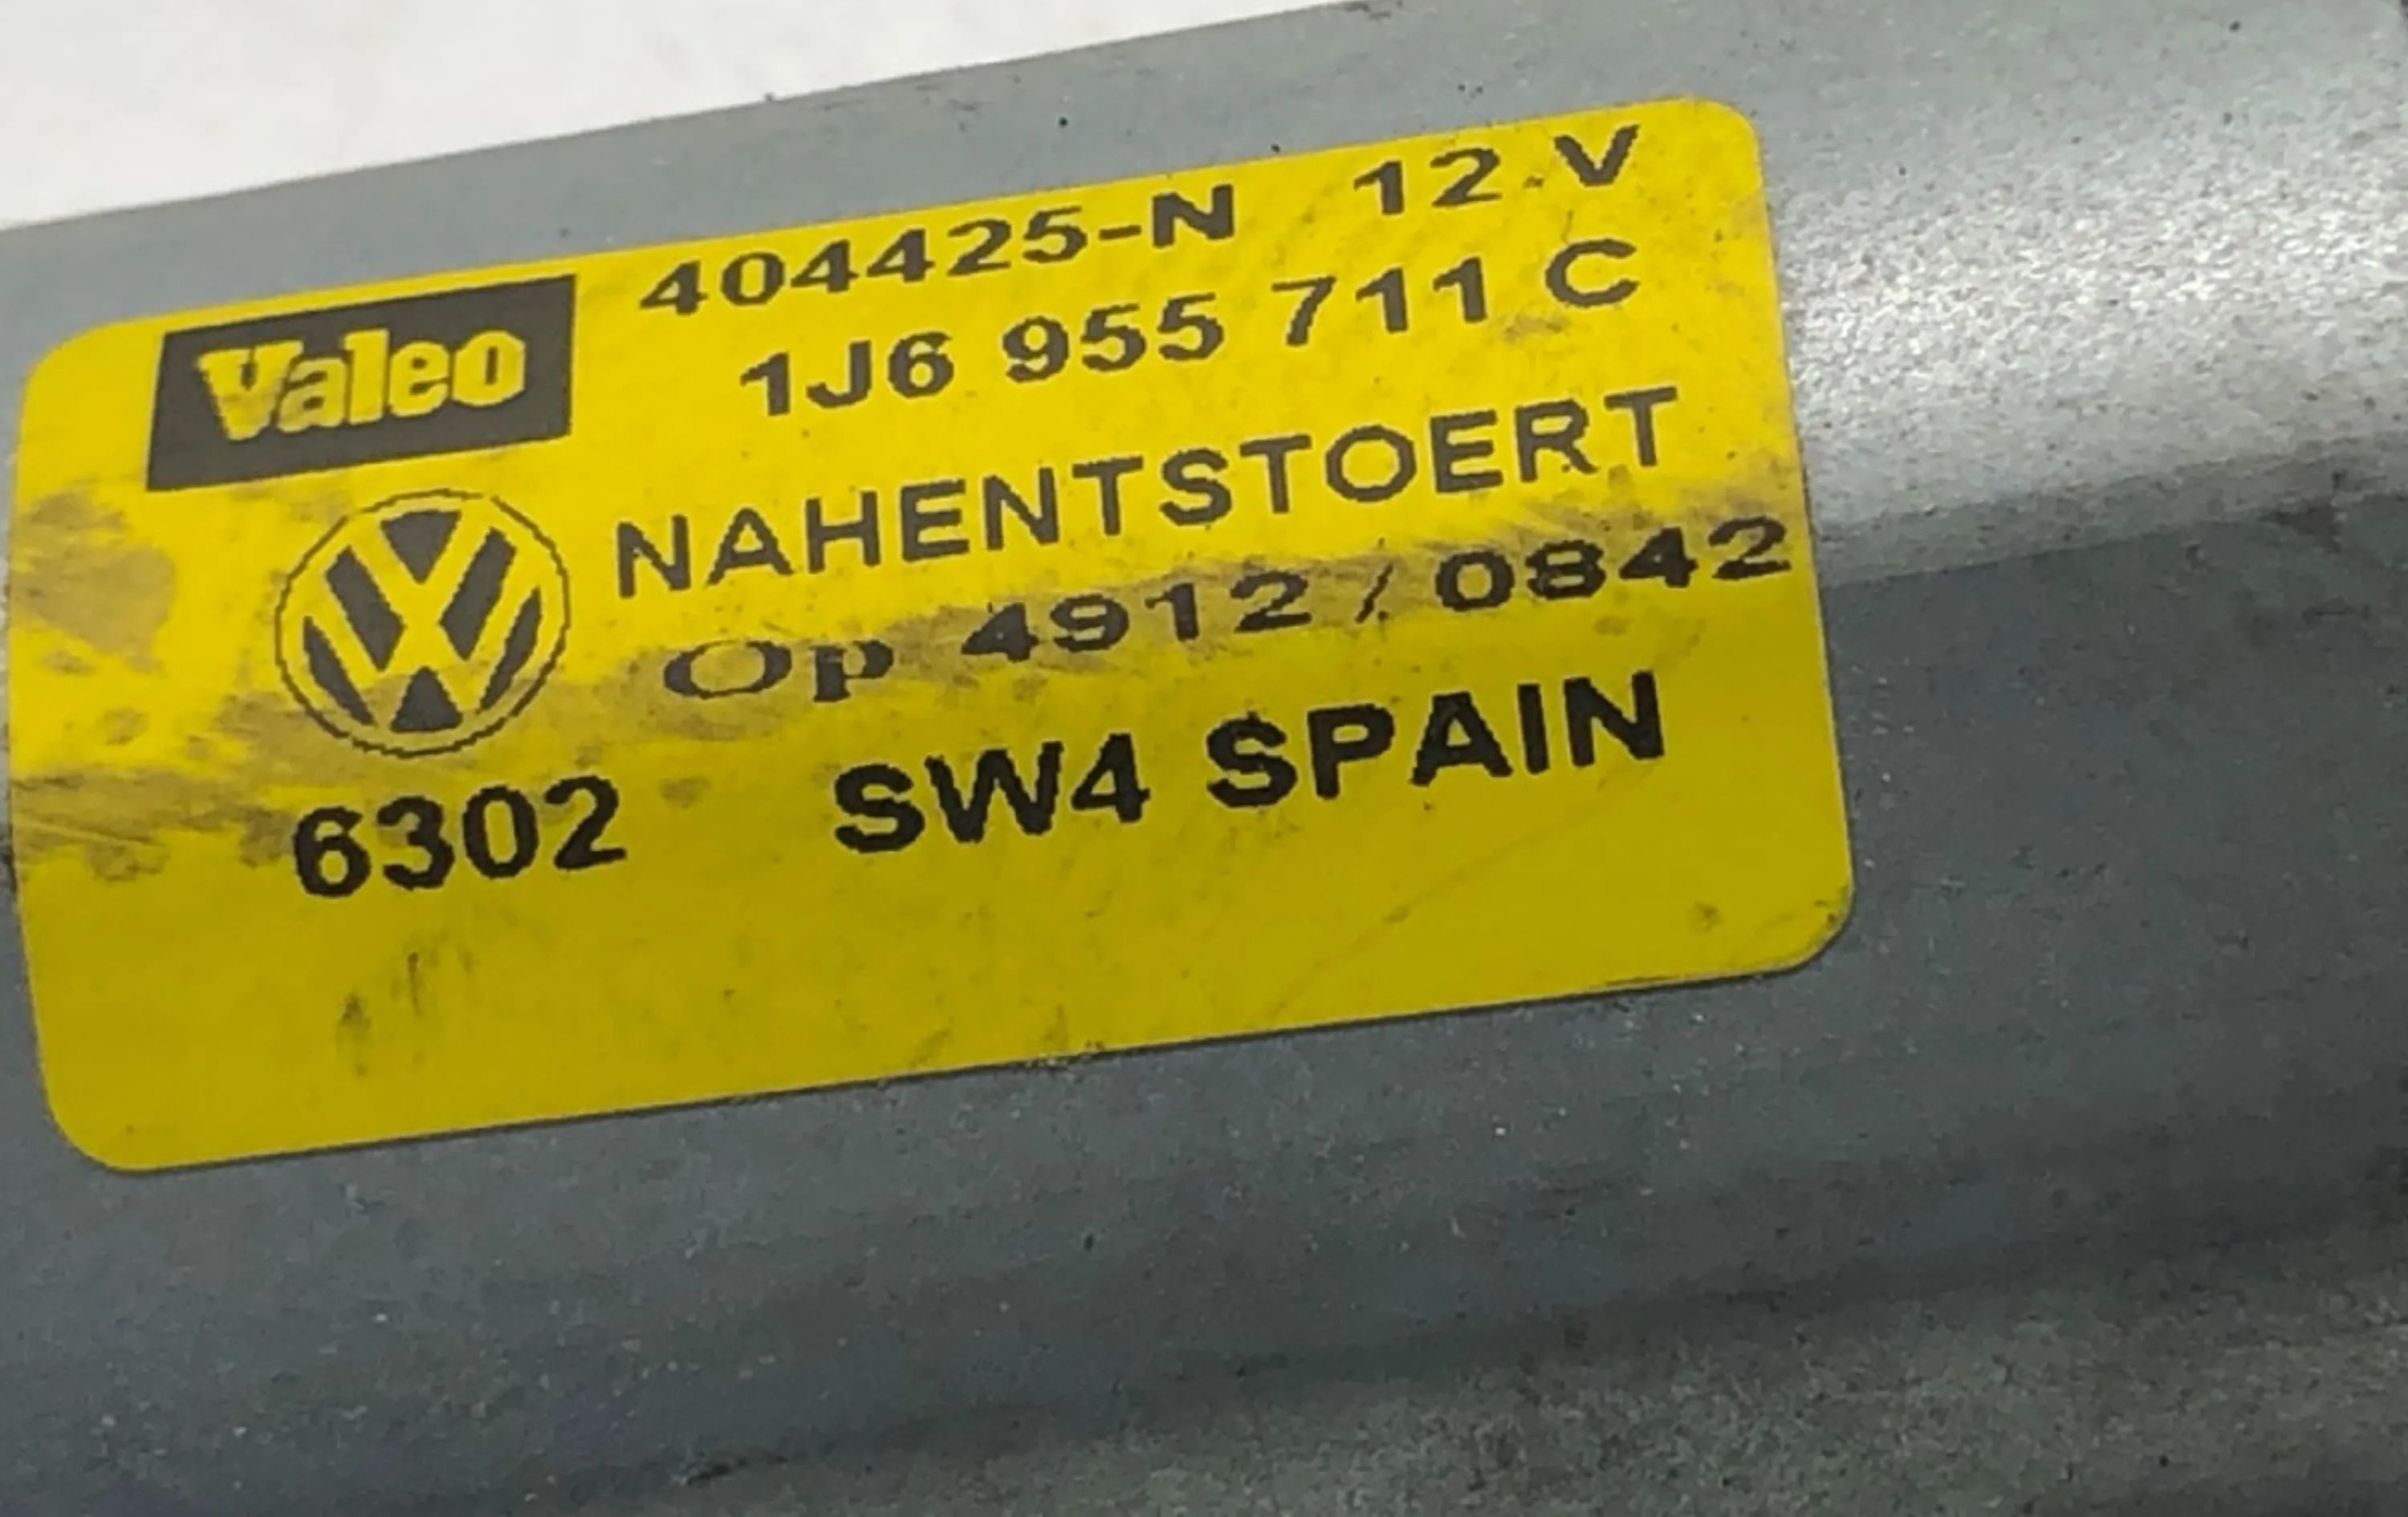 Valeo 404425-N 12 V
1J6 955 711 C
NAHENTSTOERT
Op 4912 / 0842
6302 SW4 SPAIN